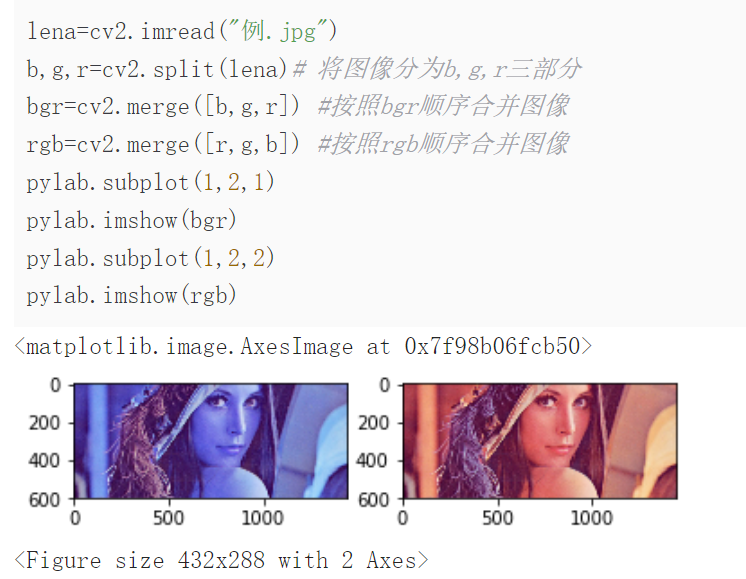 lena=cv2.imread("例.jpg")
b,g,r=cv2.split(lena)# 将图像分为b,g,r三部分
bgr=cv2.merge([b,g,r]) #按照bgr顺序合并图像
rgb=cv2.merge([r,g,b]) #按照rgb顺序合并图像
pylab.subplot(1,2,1)
pylab.imshow(bgr)
pylab.subplot(1,2,2)
pylab.imshow(rgb)
<matplotlib.image.AxesImage at 0x7f98b06fcb50>
0 0
200 200
400 400
600 600
0 500 1000 0 500 1000
<Figure size 432x288 with 2 Axes>